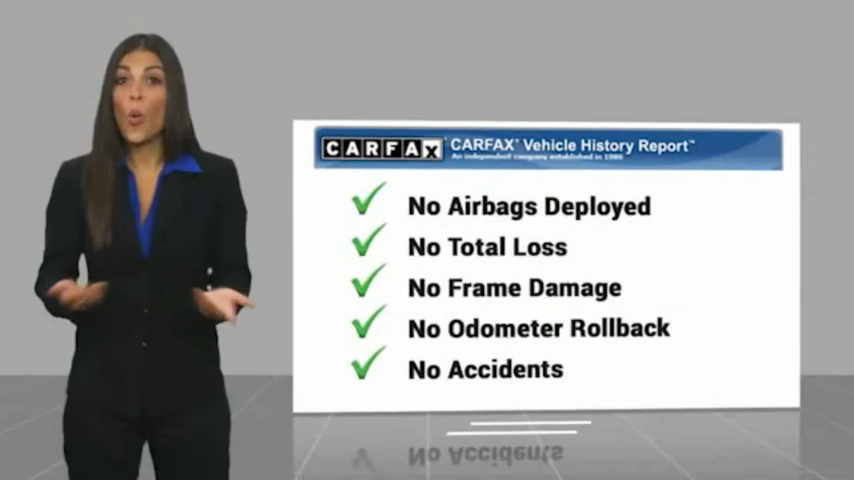 CARFAX CARFAX® Vehicle History Report™
An independent company established in 1986
No Airbags Deployed
No Total Loss
No Frame Damage
No Odometer Rollback
No Accidents
No Accidents